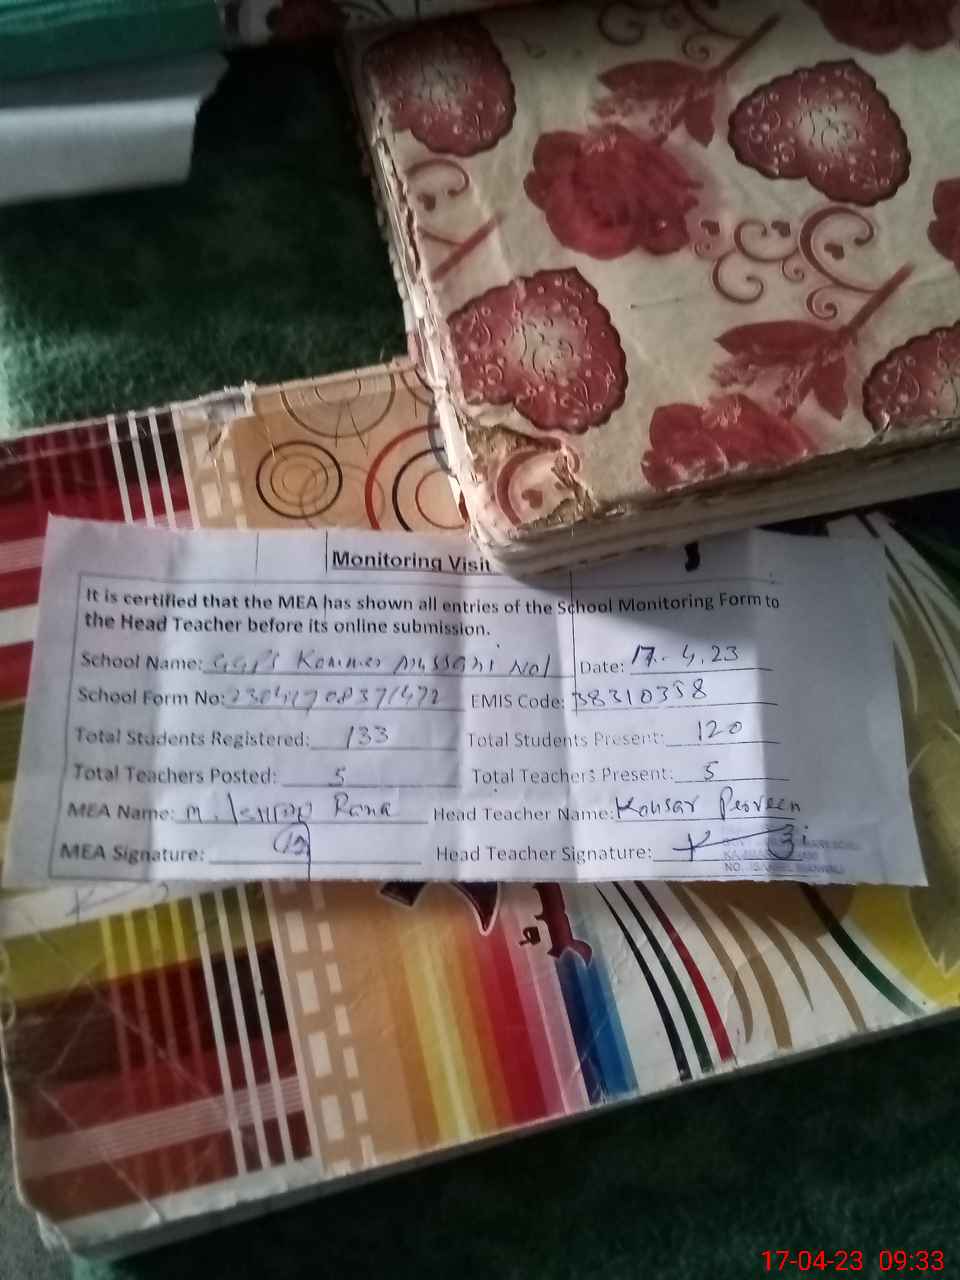 Monitoring Visit
It is certified that the MEA has shown all entries of the School Monitoring Form to
the Head Teacher before its online submission.
School Name: GGPS No1 Date: 17-4.23
School Form No: EMIS Code: 38310358
Total Students Registered: 133 Total Students Present: 120
Total Teachers Posted: 5 Total Teachers Present: 5
MEA Name: M. Rana Head Teacher Name: Kousar Perveen
MEA Signature: Head Teacher Signature:
17-04-23 09:33